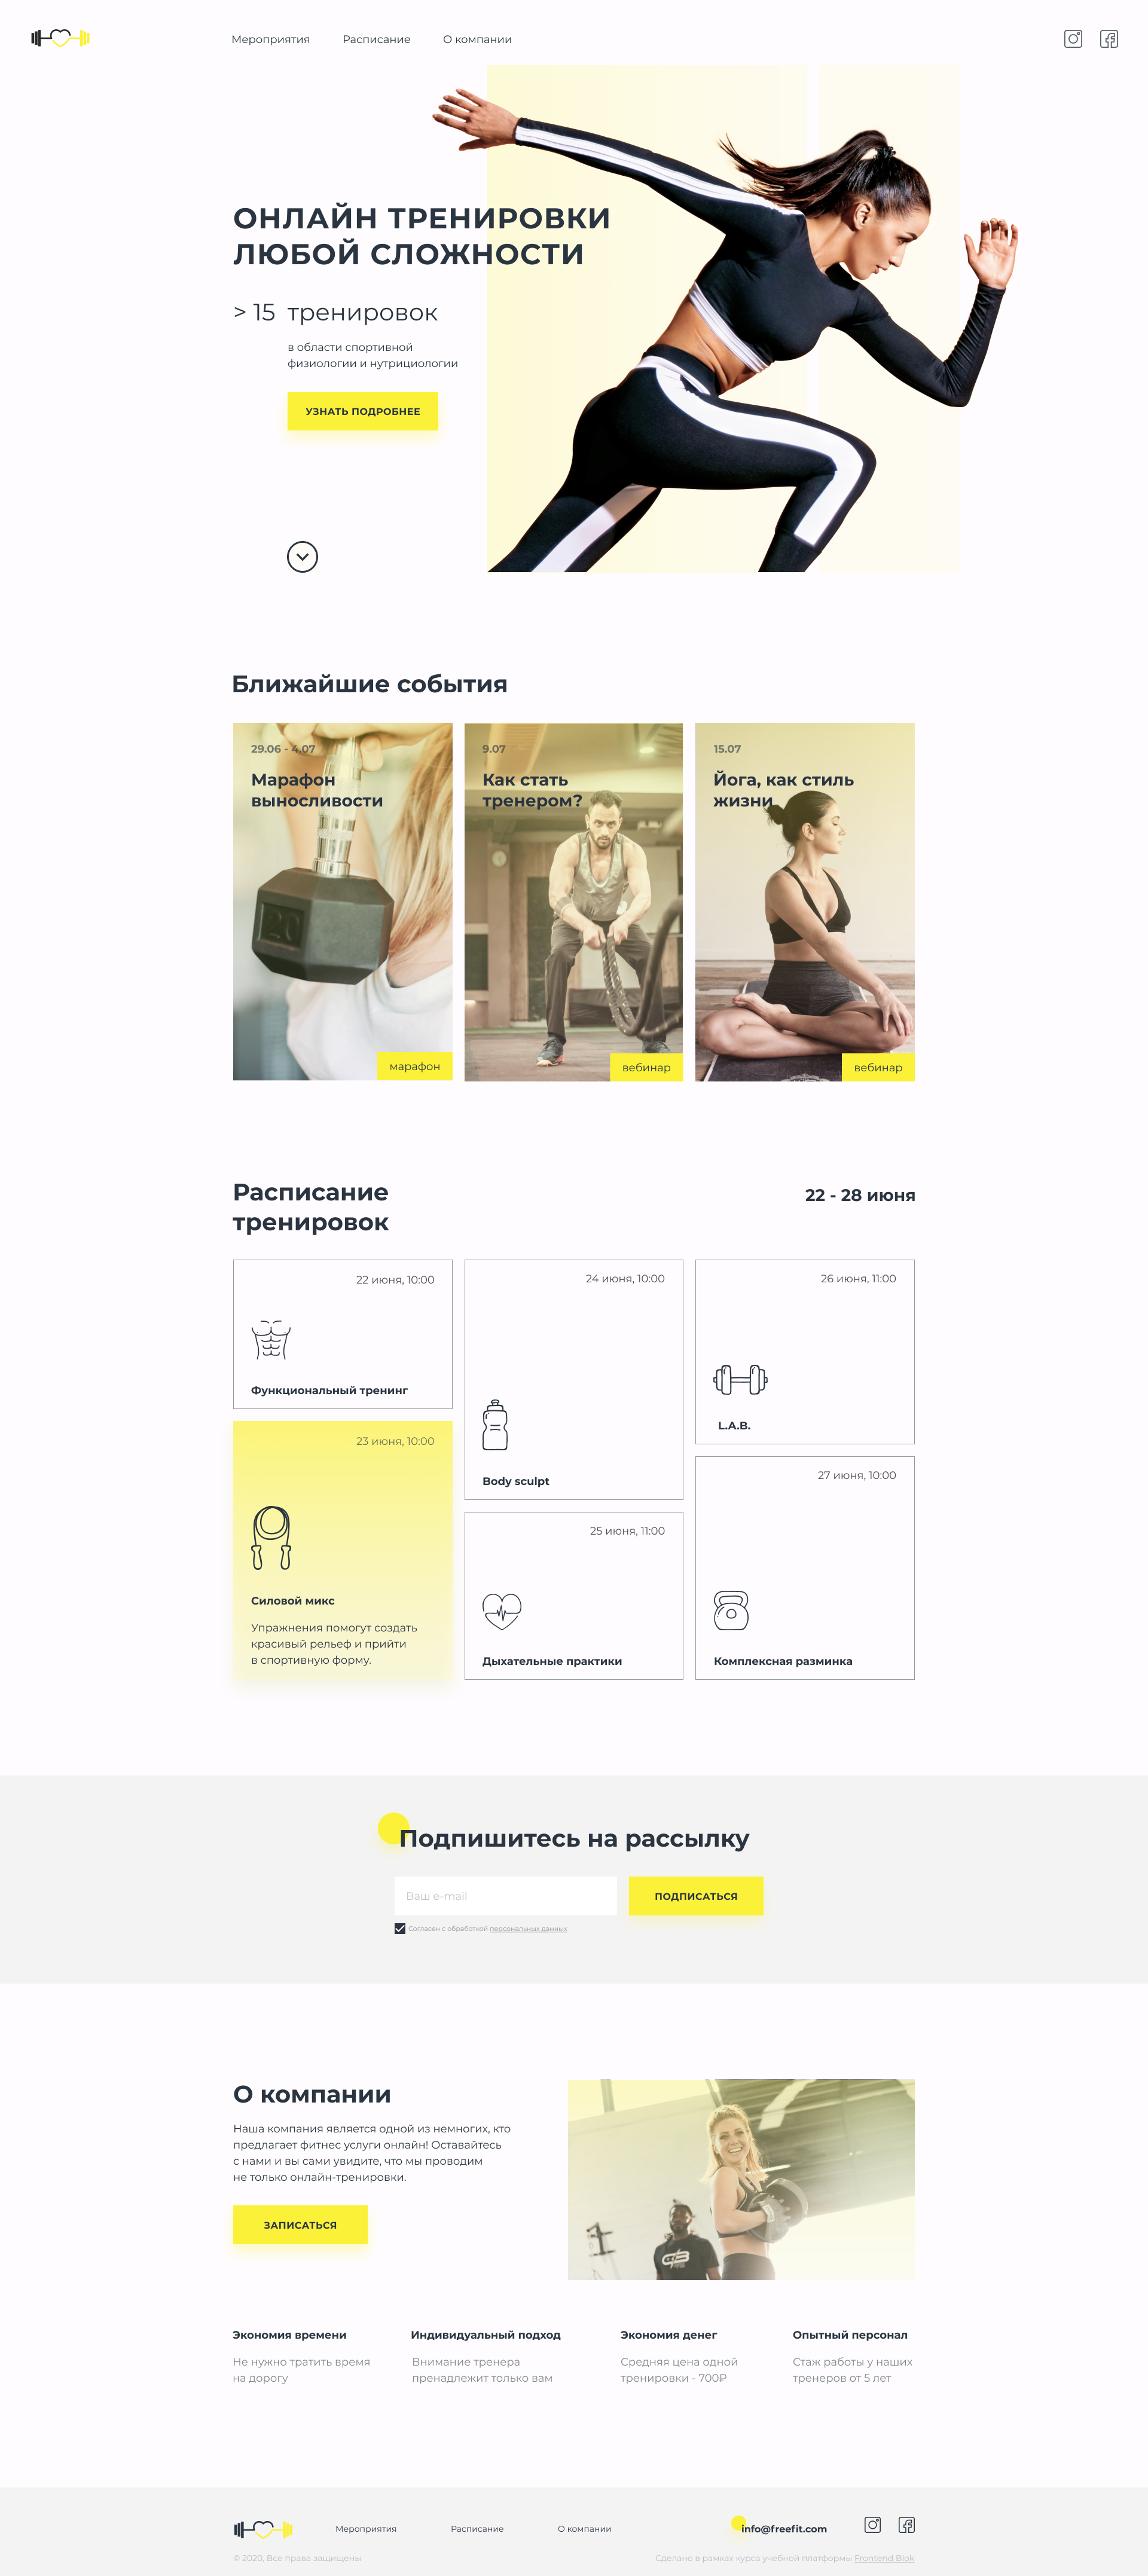 Мероприятия
Расписание
О компании
ОНЛАЙН ТРЕНИРОВКИ
ЛЮБОЙ СЛОЖНОСТИ
> 15 тренировок
в области спортивной
физиологии и нутрициологии
УЗНАТЬ ПОДРОБНЕЕ
Ближайшие события
29.06 - 4.07
Марафон
выносливости
марафон
9.07
Как стать
тренером?
вебинар
15.07
Йога, как стиль
жизни
вебинар
Расписание
тренировок
22 - 28 июня
22 июня, 10:00
Функциональный тренинг
23 июня, 10:00
Силовой микс
Упражнения помогут создать
красивый рельеф и прийти
в спортивную форму.
24 июня, 10:00
Body sculpt
25 июня, 11:00
Дыхательные практики
26 июня, 11:00
L.A.B.
27 июня, 10:00
Комплексная разминка
Подпишитесь на рассылку
Ваш e-mail
ПОДПИСАТЬСЯ
Согласен с обработкой персональных данных
О компании
Наша компания является одной из немногих, кто
предлагает фитнес услуги онлайн! Оставайтесь
с нами и вы сами увидите, что мы проводим
не только онлайн-тренировки.
ЗАПИСАТЬСЯ
Экономия времени
Не нужно тратить время
на дорогу
Индивидуальный подход
Внимание тренера
пренадлежит только вам
Экономия денег
Средняя цена одной
тренировки - 700₽
Опытный персонал
Стаж работы у наших
тренеров от 5 лет
Мероприятия
Расписание
О компании
info@freefit.com
© 2020, Все права защищены
Сделано в рамках курса учебной платформы Frontend Blok